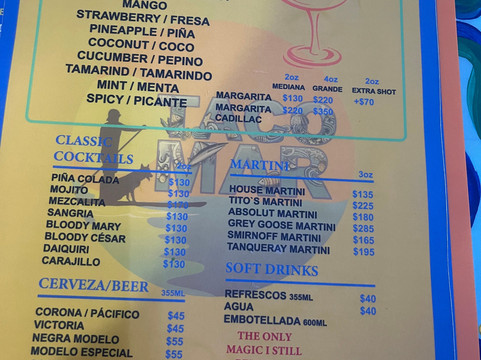 MANGO
STRAWBERRY / FRESA
PINEAPPLE / PIÑA
COCONUT / COCO
CUCUMBER / PEPINO
TAMARIND / TAMARINDO
MINT / MENTA
SPICY / PICANTE
2oz 4oz 2oz
MEDIANA GRANDE EXTRA SHOT
MARGARITA $130 $220 +$70
MARGARITA $220 $350
CADILLAC
TACO
MAR
CLASSIC
COCKTAILS 2oz
PIÑA COLADA $130
MOJITO $130
MEZCALITA $170
SANGRIA $130
BLOODY MARY $130
BLOODY CÉSAR $130
DAIQUIRI $130
CARAJILLO $130
MARTINI 3oz
HOUSE MARTINI $135
TITO`S MARTINI $225
ABSOLUT MARTINI $180
GREY GOOSE MARTINI $285
SMIRNOFF MARTINI $165
TANQUERAY MARTINI $195
CERVEZA/BEER 355ML
CORONA / PÁCIFICO $45
VICTORIA $45
NEGRA MODELO $55
MODELO ESPECIAL $55
SOFT DRINKS
REFRESCOS 355ML $40
AGUA $40
EMBOTELLADA 600ML
THE ONLY
MAGIC I STILL